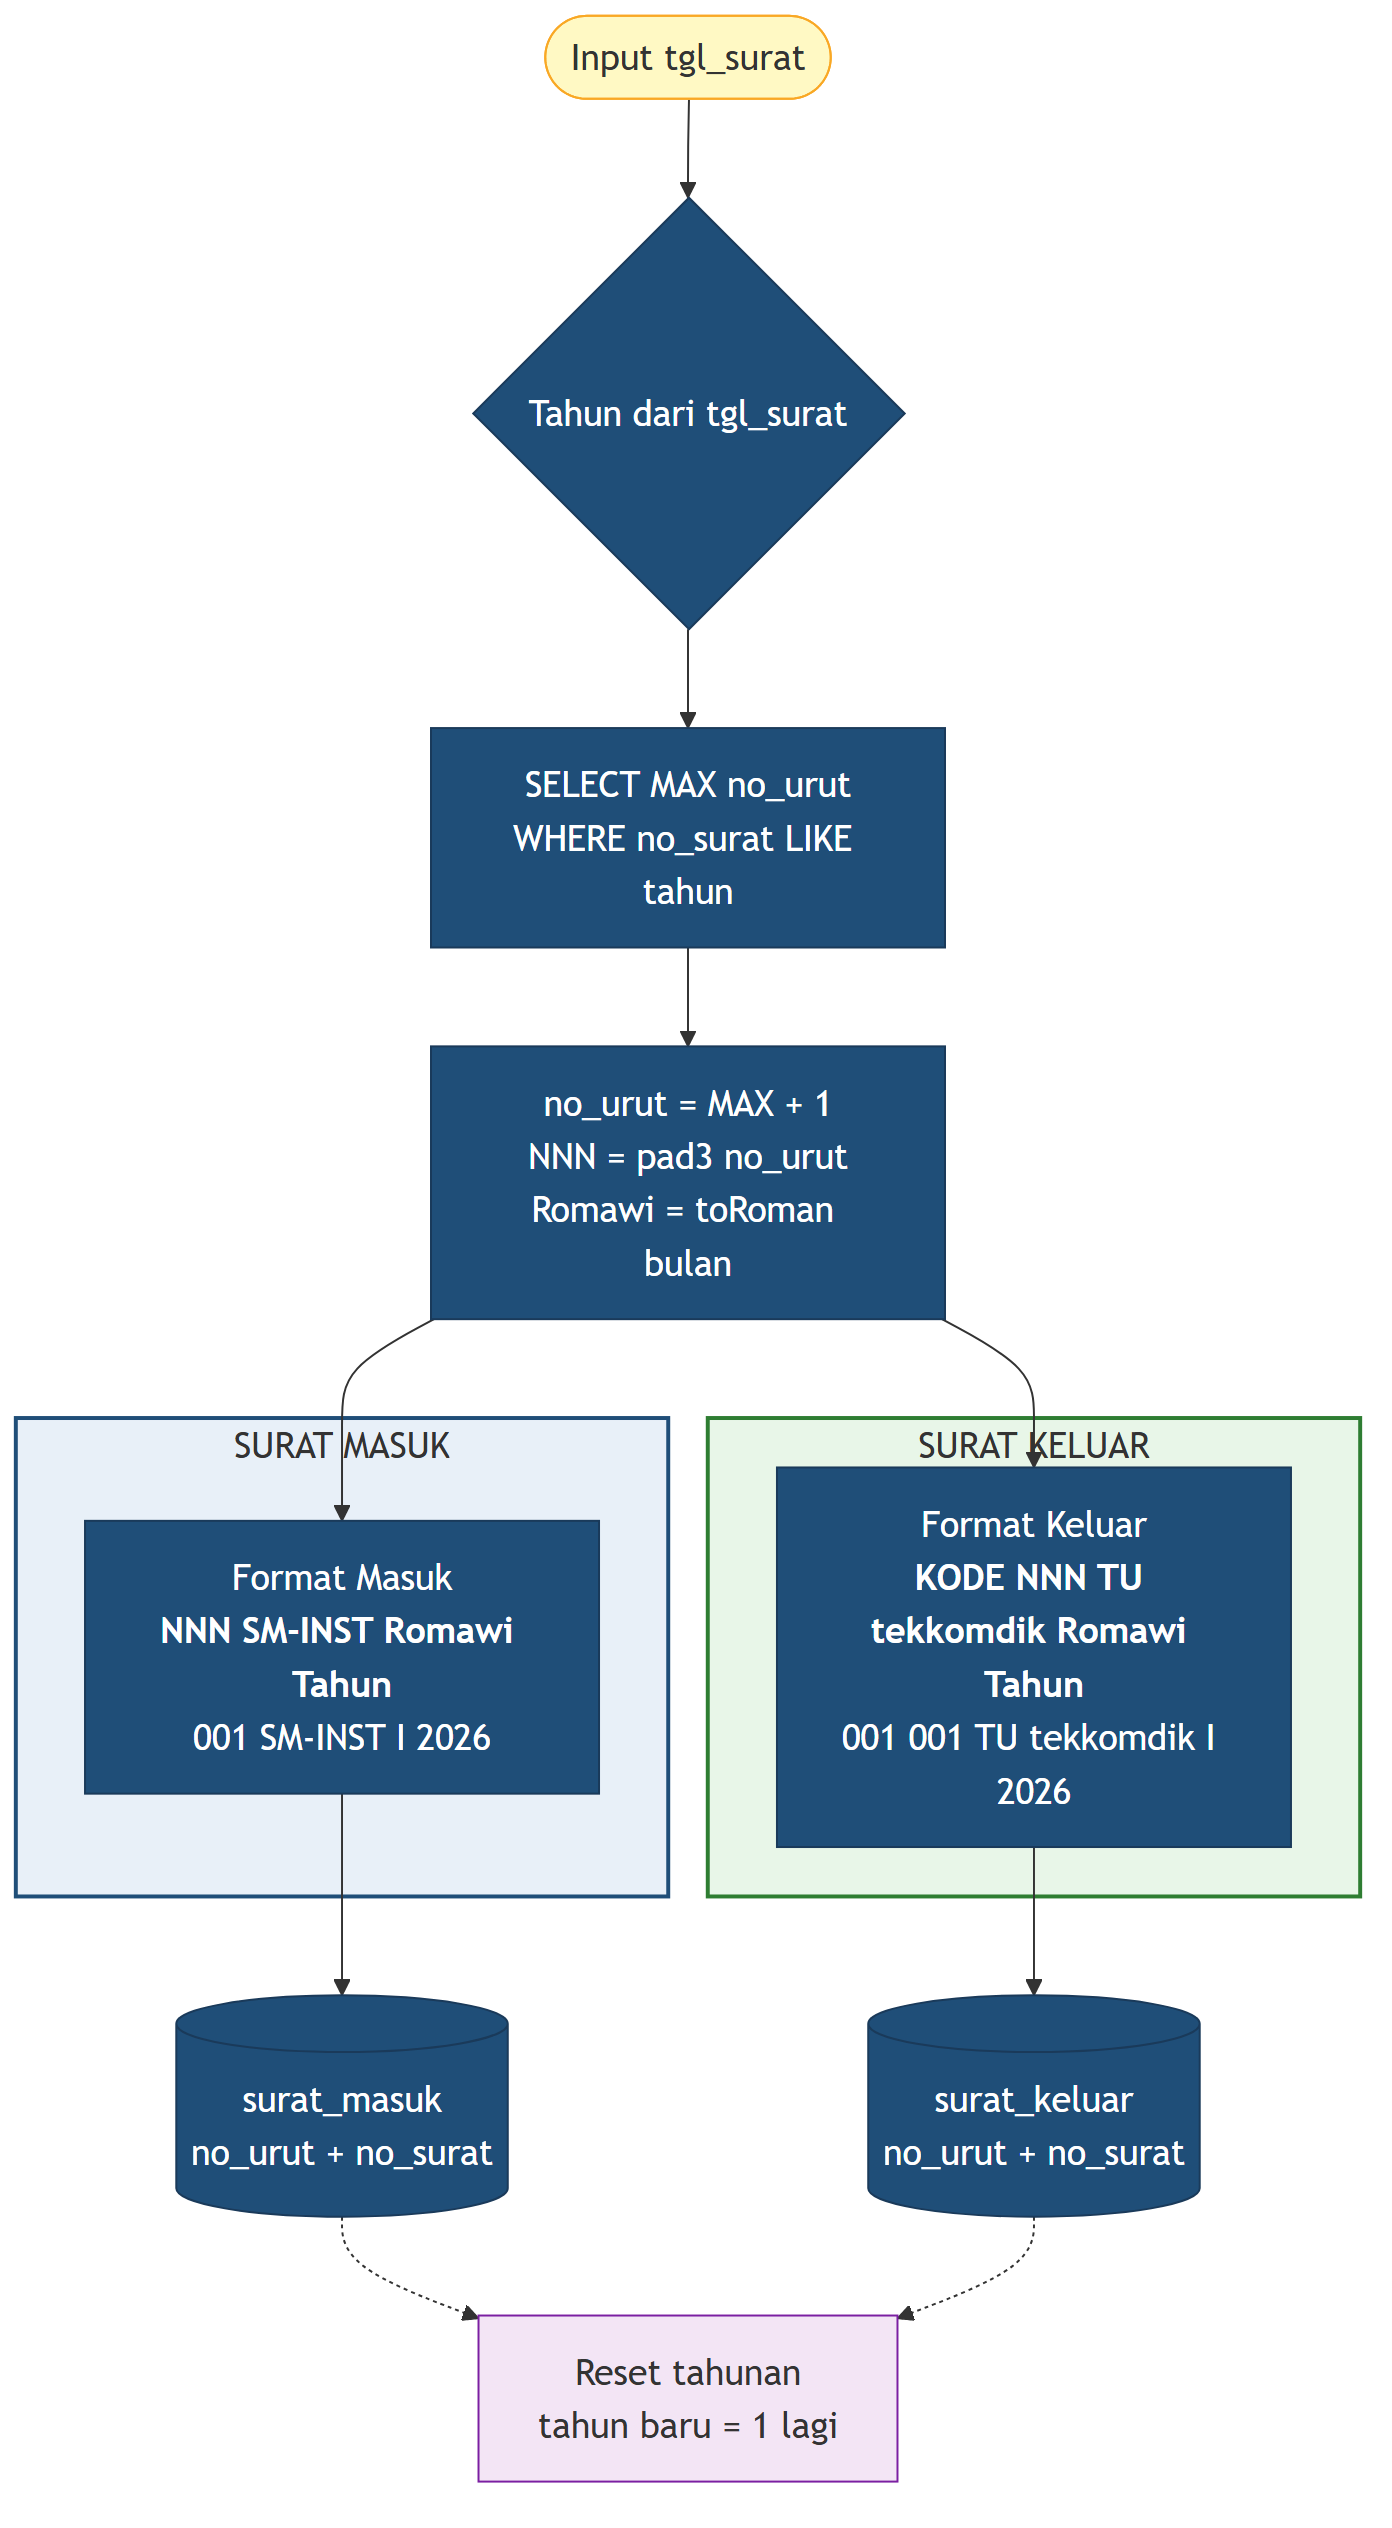 Input tgl_surat
Tahun dari tgl_surat
SELECT MAX no_urut
WHERE no_surat LIKE
tahun
no_urut = MAX + 1
NNN = pad3 no_urut
Romawi = toRoman
bulan
SURAT MASUK
Format Masuk
NNN SM-INST Romawi
Tahun
001 SM-INST I 2026
SURAT KELUAR
Format Keluar
KODE NNN TU
tekkomdik Romawi
Tahun
001 001 TU tekkomdik I
2026
surat_masuk
no_urut + no_surat
surat_keluar
no_urut + no_surat
Reset tahunan
tahun baru = 1 lagi